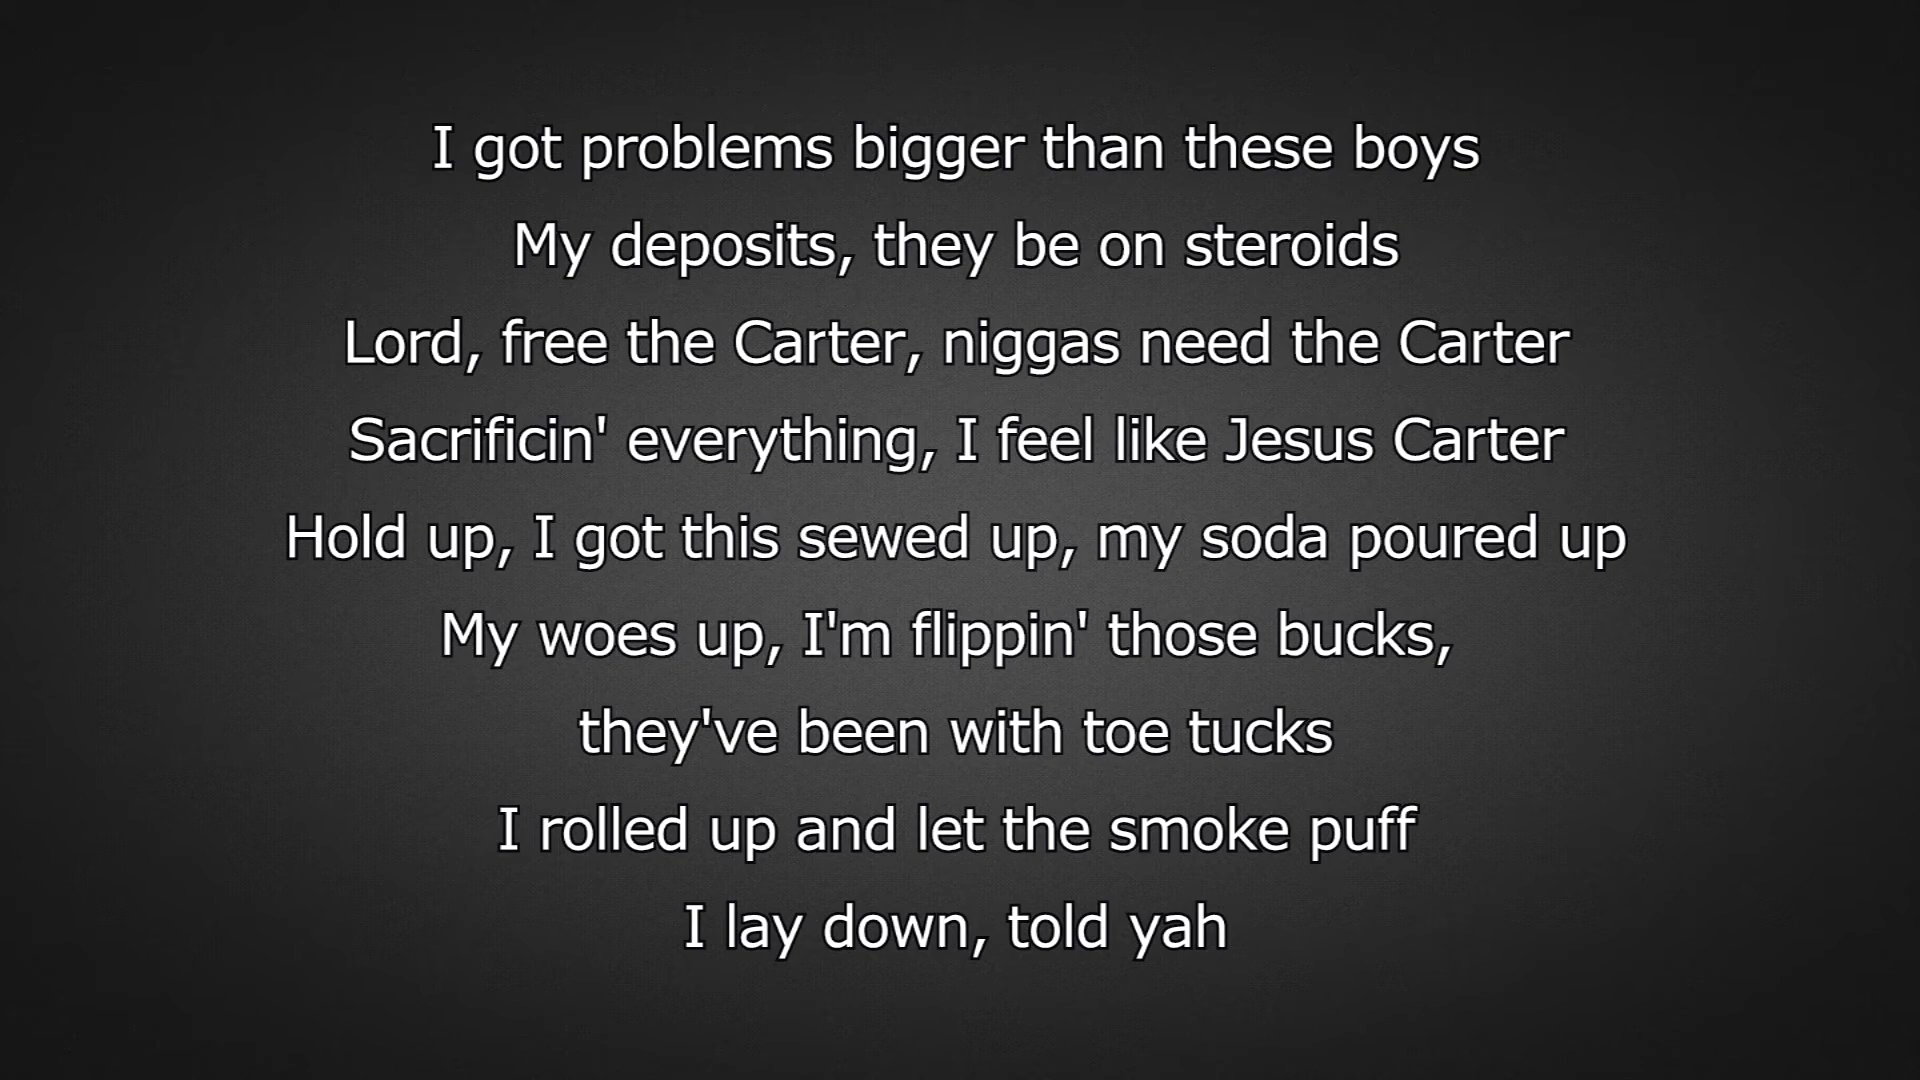 I got problems bigger than these boys
My deposits, they be on steroids
Lord, free the Carter, niggas need the Carter
Sacrificin' everything, I feel like Jesus Carter
Hold up, I got this sewed up, my soda poured up
My woes up, I'm flippin' those bucks,
they've been with toe tucks
I rolled up and let the smoke puff
I lay down, told yah